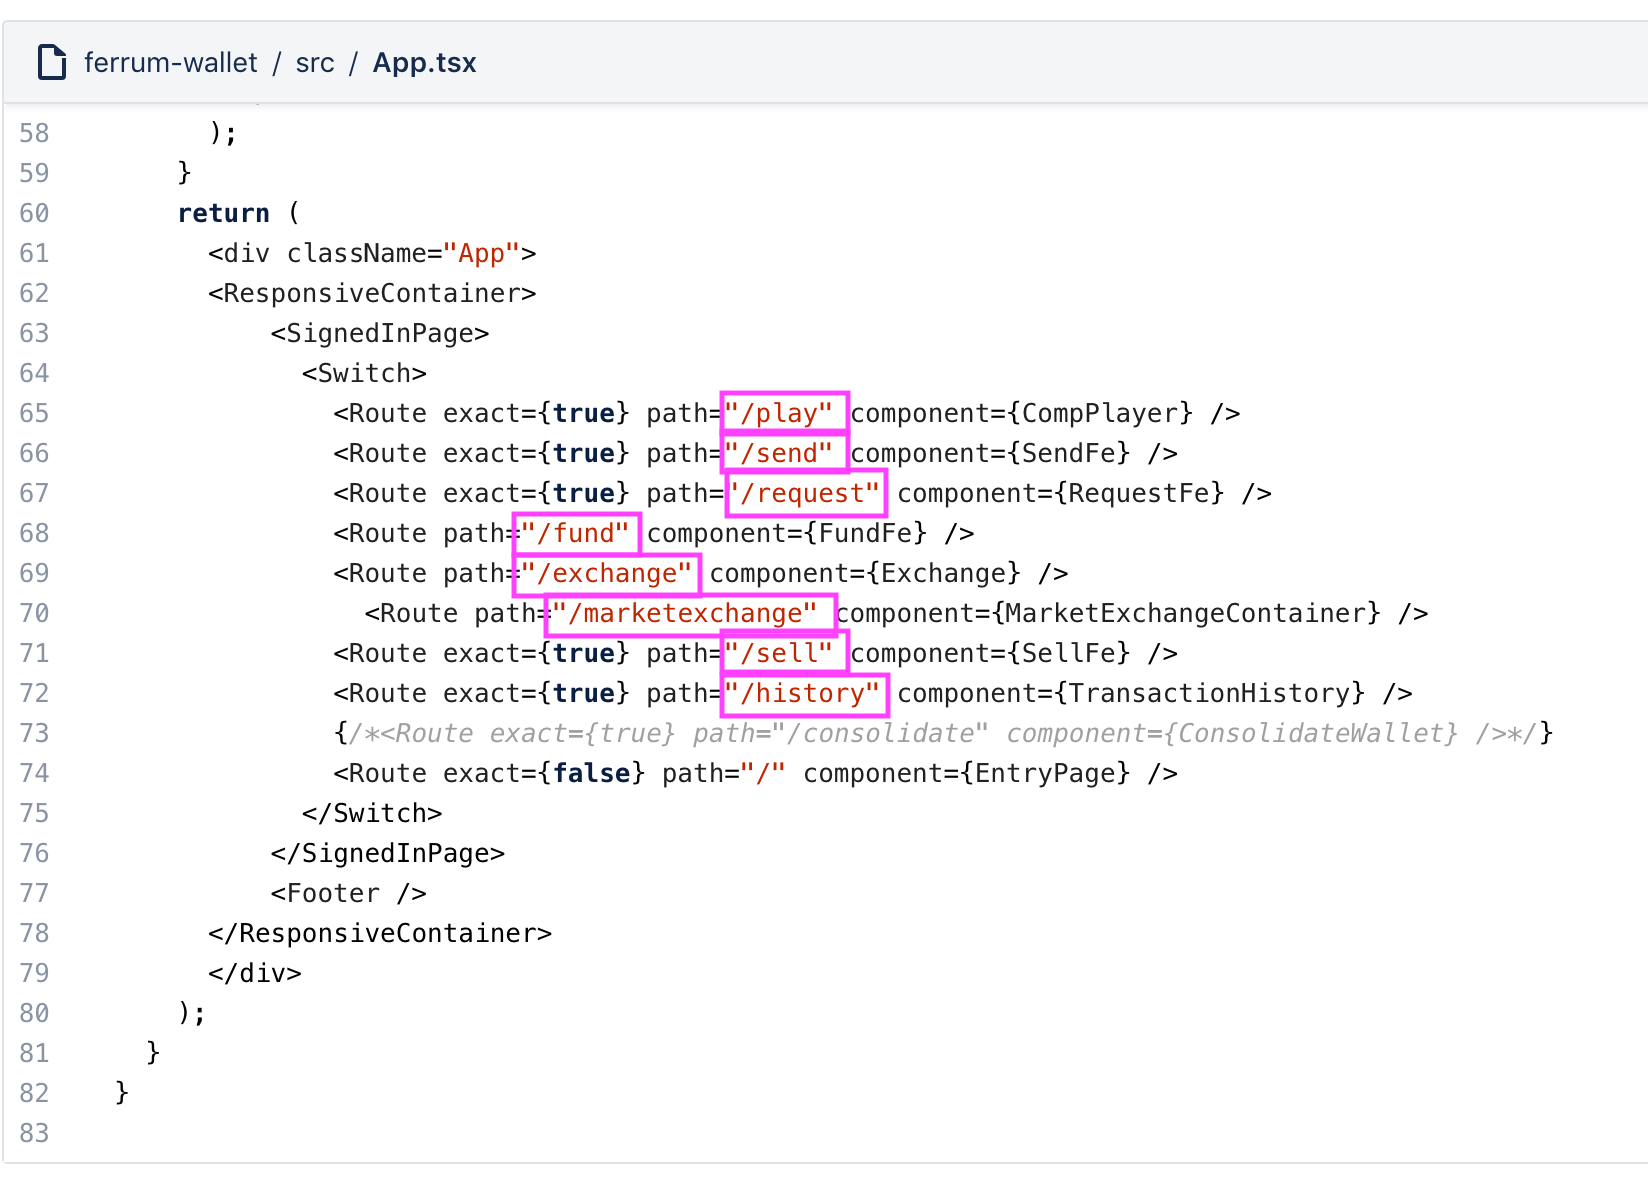 ferrum-wallet / src / App.tsx
58 );
59 }
60 return (
61 <div className="App">
62 <ResponsiveContainer>
63 <SignedInPage>
64 <Switch>
65 <Route exact={true} path="/play" component={CompPlayer} />
66 <Route exact={true} path="/send" component={SendFe} />
67 <Route exact={true} path="/request" component={RequestFe} />
68 <Route path="/fund" component={FundFe} />
69 <Route path="/exchange" component={Exchange} />
70 <Route path="/marketexchange" component={MarketExchangeContainer} />
71 <Route exact={true} path="/sell" component={SellFe} />
72 <Route exact={true} path="/history" component={TransactionHistory} />
73 {/*<Route exact={true} path="/consolidate" component={ConsolidateWallet} />*/}
74 <Route exact={false} path="/" component={EntryPage} />
75 </Switch>
76 </SignedInPage>
77 <Footer />
78 </ResponsiveContainer>
79 </div>
80 );
81 }
82 }
83